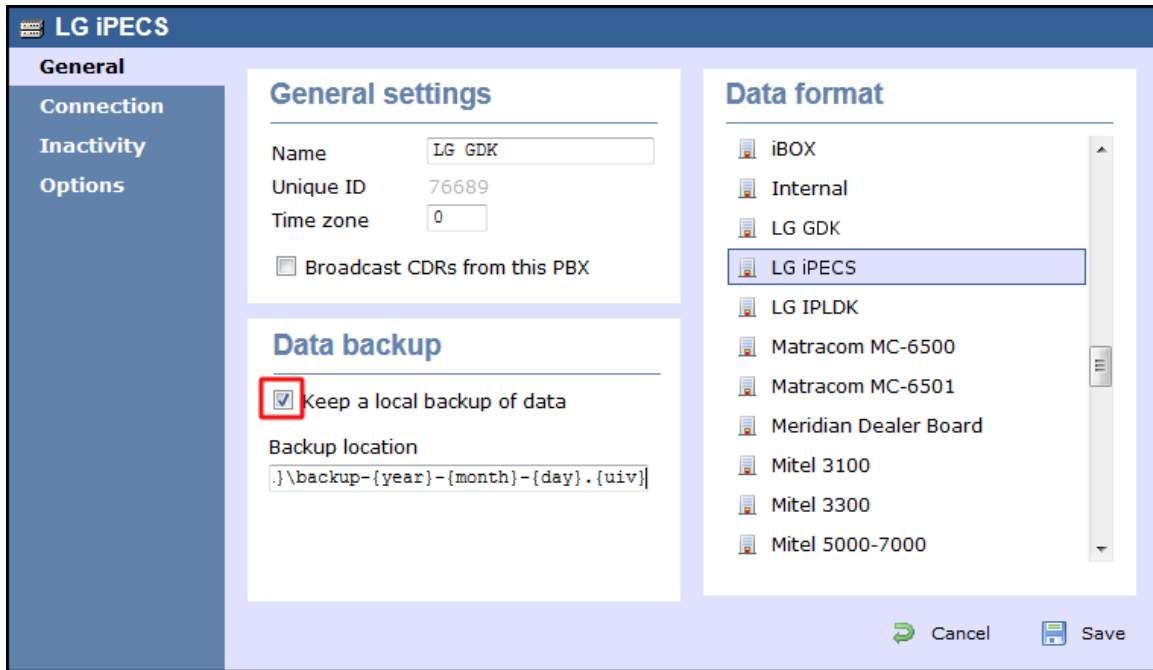 LG iPECS
General
Connection
Inactivity
Options
General settings
Name LG GDK
Unique ID 76689
Time zone 0
Broadcast CDRs from this PBX
Data backup
Keep a local backup of data
Backup location
.}\backup-{year}-{month}-{day}.{uiv}
Data format
iBOX
Internal
LG GDK
LG iPECS
LG IPLDK
Matracom MC-6500
Matracom MC-6501
Meridian Dealer Board
Mitel 3100
Mitel 3300
Mitel 5000-7000
Cancel Save